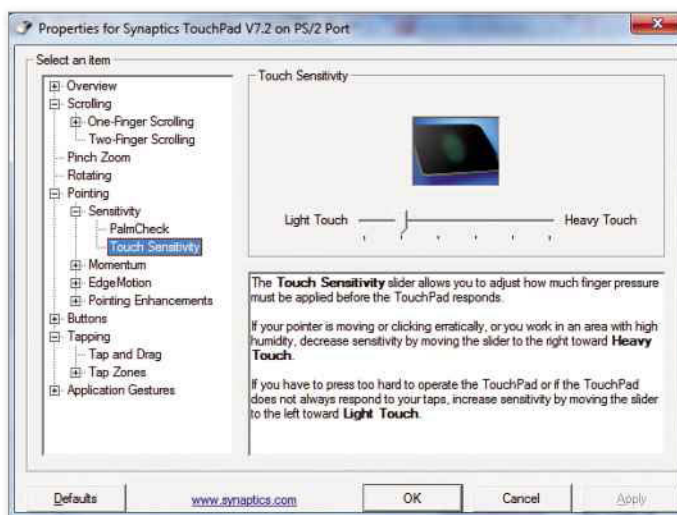 Properties for Synaptics TouchPad V7.2 on PS/2 Port
Select an item
Overview
Scrolling
One-Finger Scrolling
Two-Finger Scrolling
Pinch Zoom
Rotating
Pointing
Sensitivity
PalmCheck
Touch Sensitivity
Momentum
EdgeMotion
Pointing Enhancements
Buttons
Tapping
Tap and Drag
Tap Zones
Application Gestures
Touch Sensitivity
Light Touch
Heavy Touch
The Touch Sensitivity slider allows you to adjust how much finger pressure
must be applied before the TouchPad responds.
If your pointer is moving or clicking erratically, or you work in an area with high
humidity, decrease sensitivity by moving the slider to the right toward Heavy
Touch.
If you have to press too hard to operate the TouchPad or if the TouchPad
does not always respond to your taps, increase sensitivity by moving the slider
to the left toward Light Touch.
Defaults
www.synaptics.com
OK
Cancel
Apply